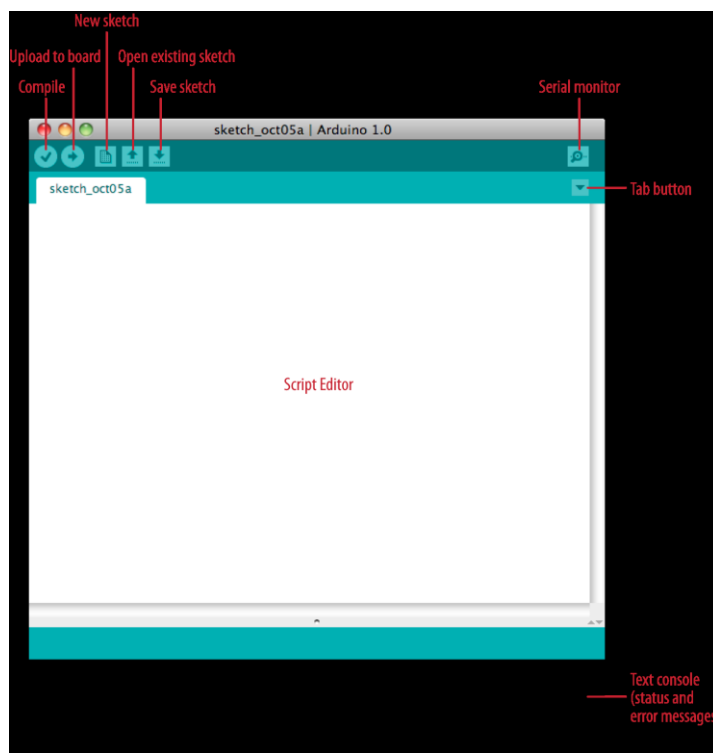 New sketch
Upload to board
Open existing sketch
Compile
Save sketch
Serial monitor
sketch_oct05a | Arduino 1.0
sketch_oct05a
Tab button
Script Editor
Text console
(status and
error messages